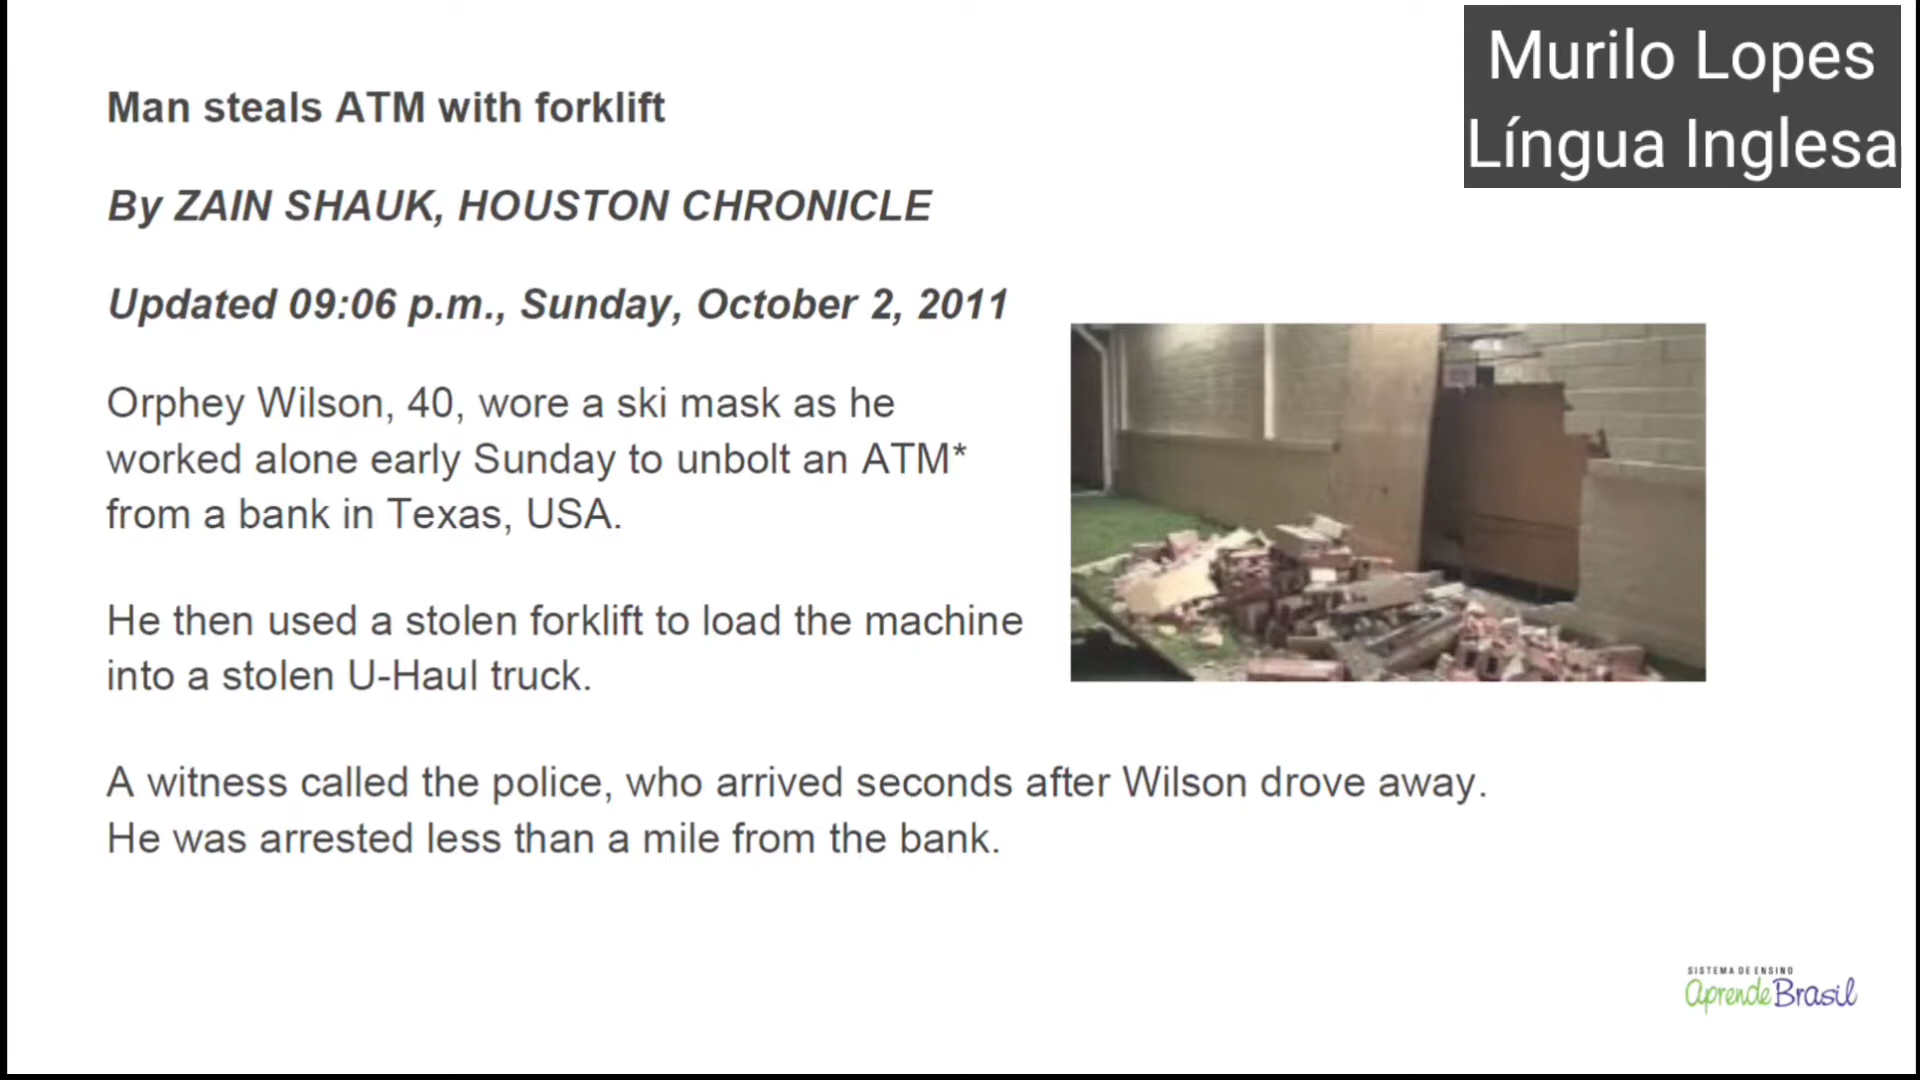 Murilo Lopes
Língua Inglesa
Man steals ATM with forklift
By ZAIN SHAUK, HOUSTON CHRONICLE
Updated 09:06 p.m., Sunday, October 2, 2011
Orphey Wilson, 40, wore a ski mask as he
worked alone early Sunday to unbolt an ATM*
from a bank in Texas, USA.
He then used a stolen forklift to load the machine
into a stolen U-Haul truck.
A witness called the police, who arrived seconds after Wilson drove away.
He was arrested less than a mile from the bank.
SISTEMA DE ENSINO
aprende Brasil